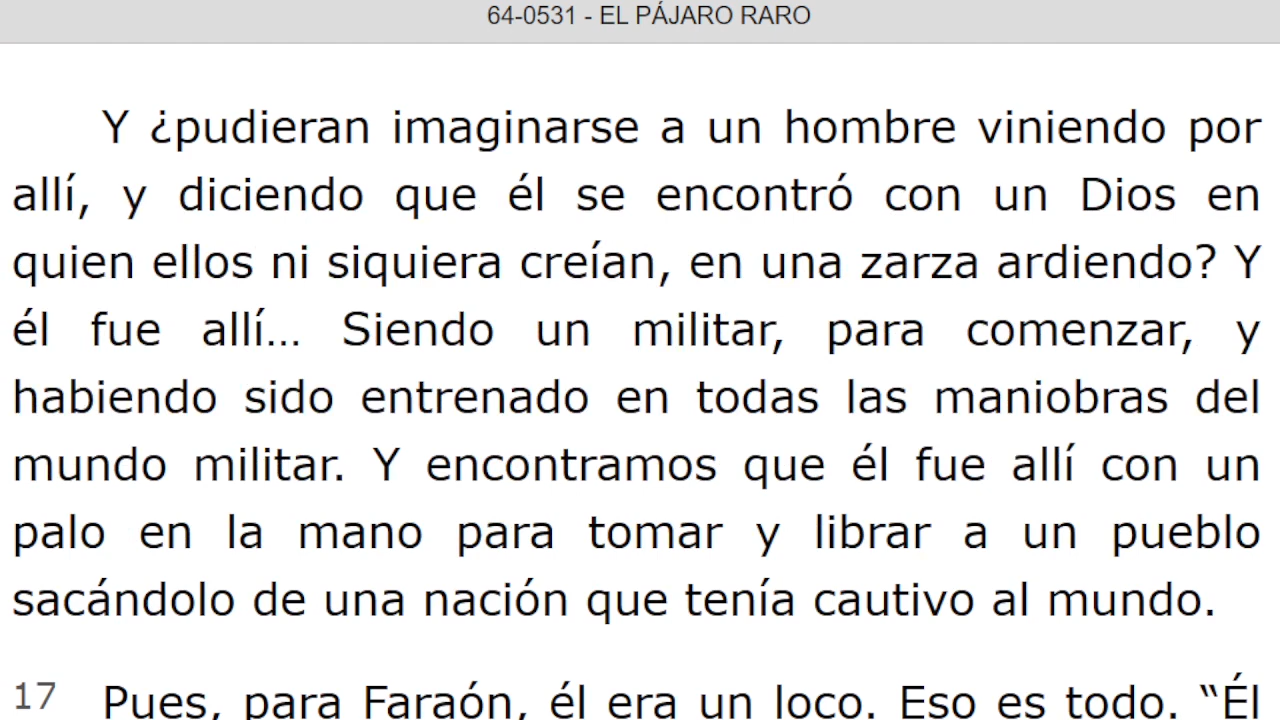 64-0531 - EL PÁJARO RARO
Y ¿pudieran imaginarse a un hombre viniendo por
allí, y diciendo que él se encontró con un Dios en
quien ellos ni siquiera creían, en una zarza ardiendo? Y
él fue allí… Siendo un militar, para comenzar, y
habiendo sido entrenado en todas las maniobras del
mundo militar. Y encontramos que él fue allí con un
palo en la mano para tomar y librar a un pueblo
sacándolo de una nación que tenía cautivo al mundo.
17 Pues, para Faraón, él era un loco. Eso es todo. “Él